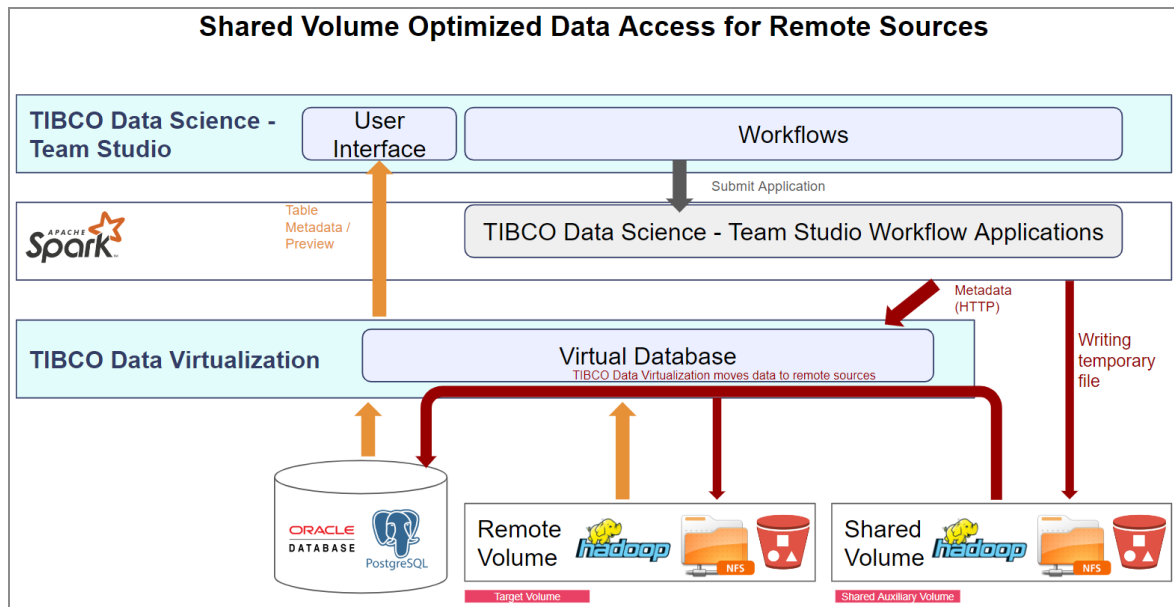 Shared Volume Optimized Data Access for Remote Sources
TIBCO Data Science -
Team Studio
User
Interface
Workflows
Submit Application
Table
Metadata /
Preview
APACHE
Spark
TIBCO Data Science - Team Studio Workflow Applications
Metadata
(HTTP)
Writing
temporary
file
TIBCO Data Virtualization
Virtual Database
TIBCO Data Virtualization moves data to remote sources
ORACLE
DATABASE
PostgreSQL
Remote
Volume
hadoop
NFS
Shared
Volume
hadoop
NFS
Target Volume
Shared Auxiliary Volume